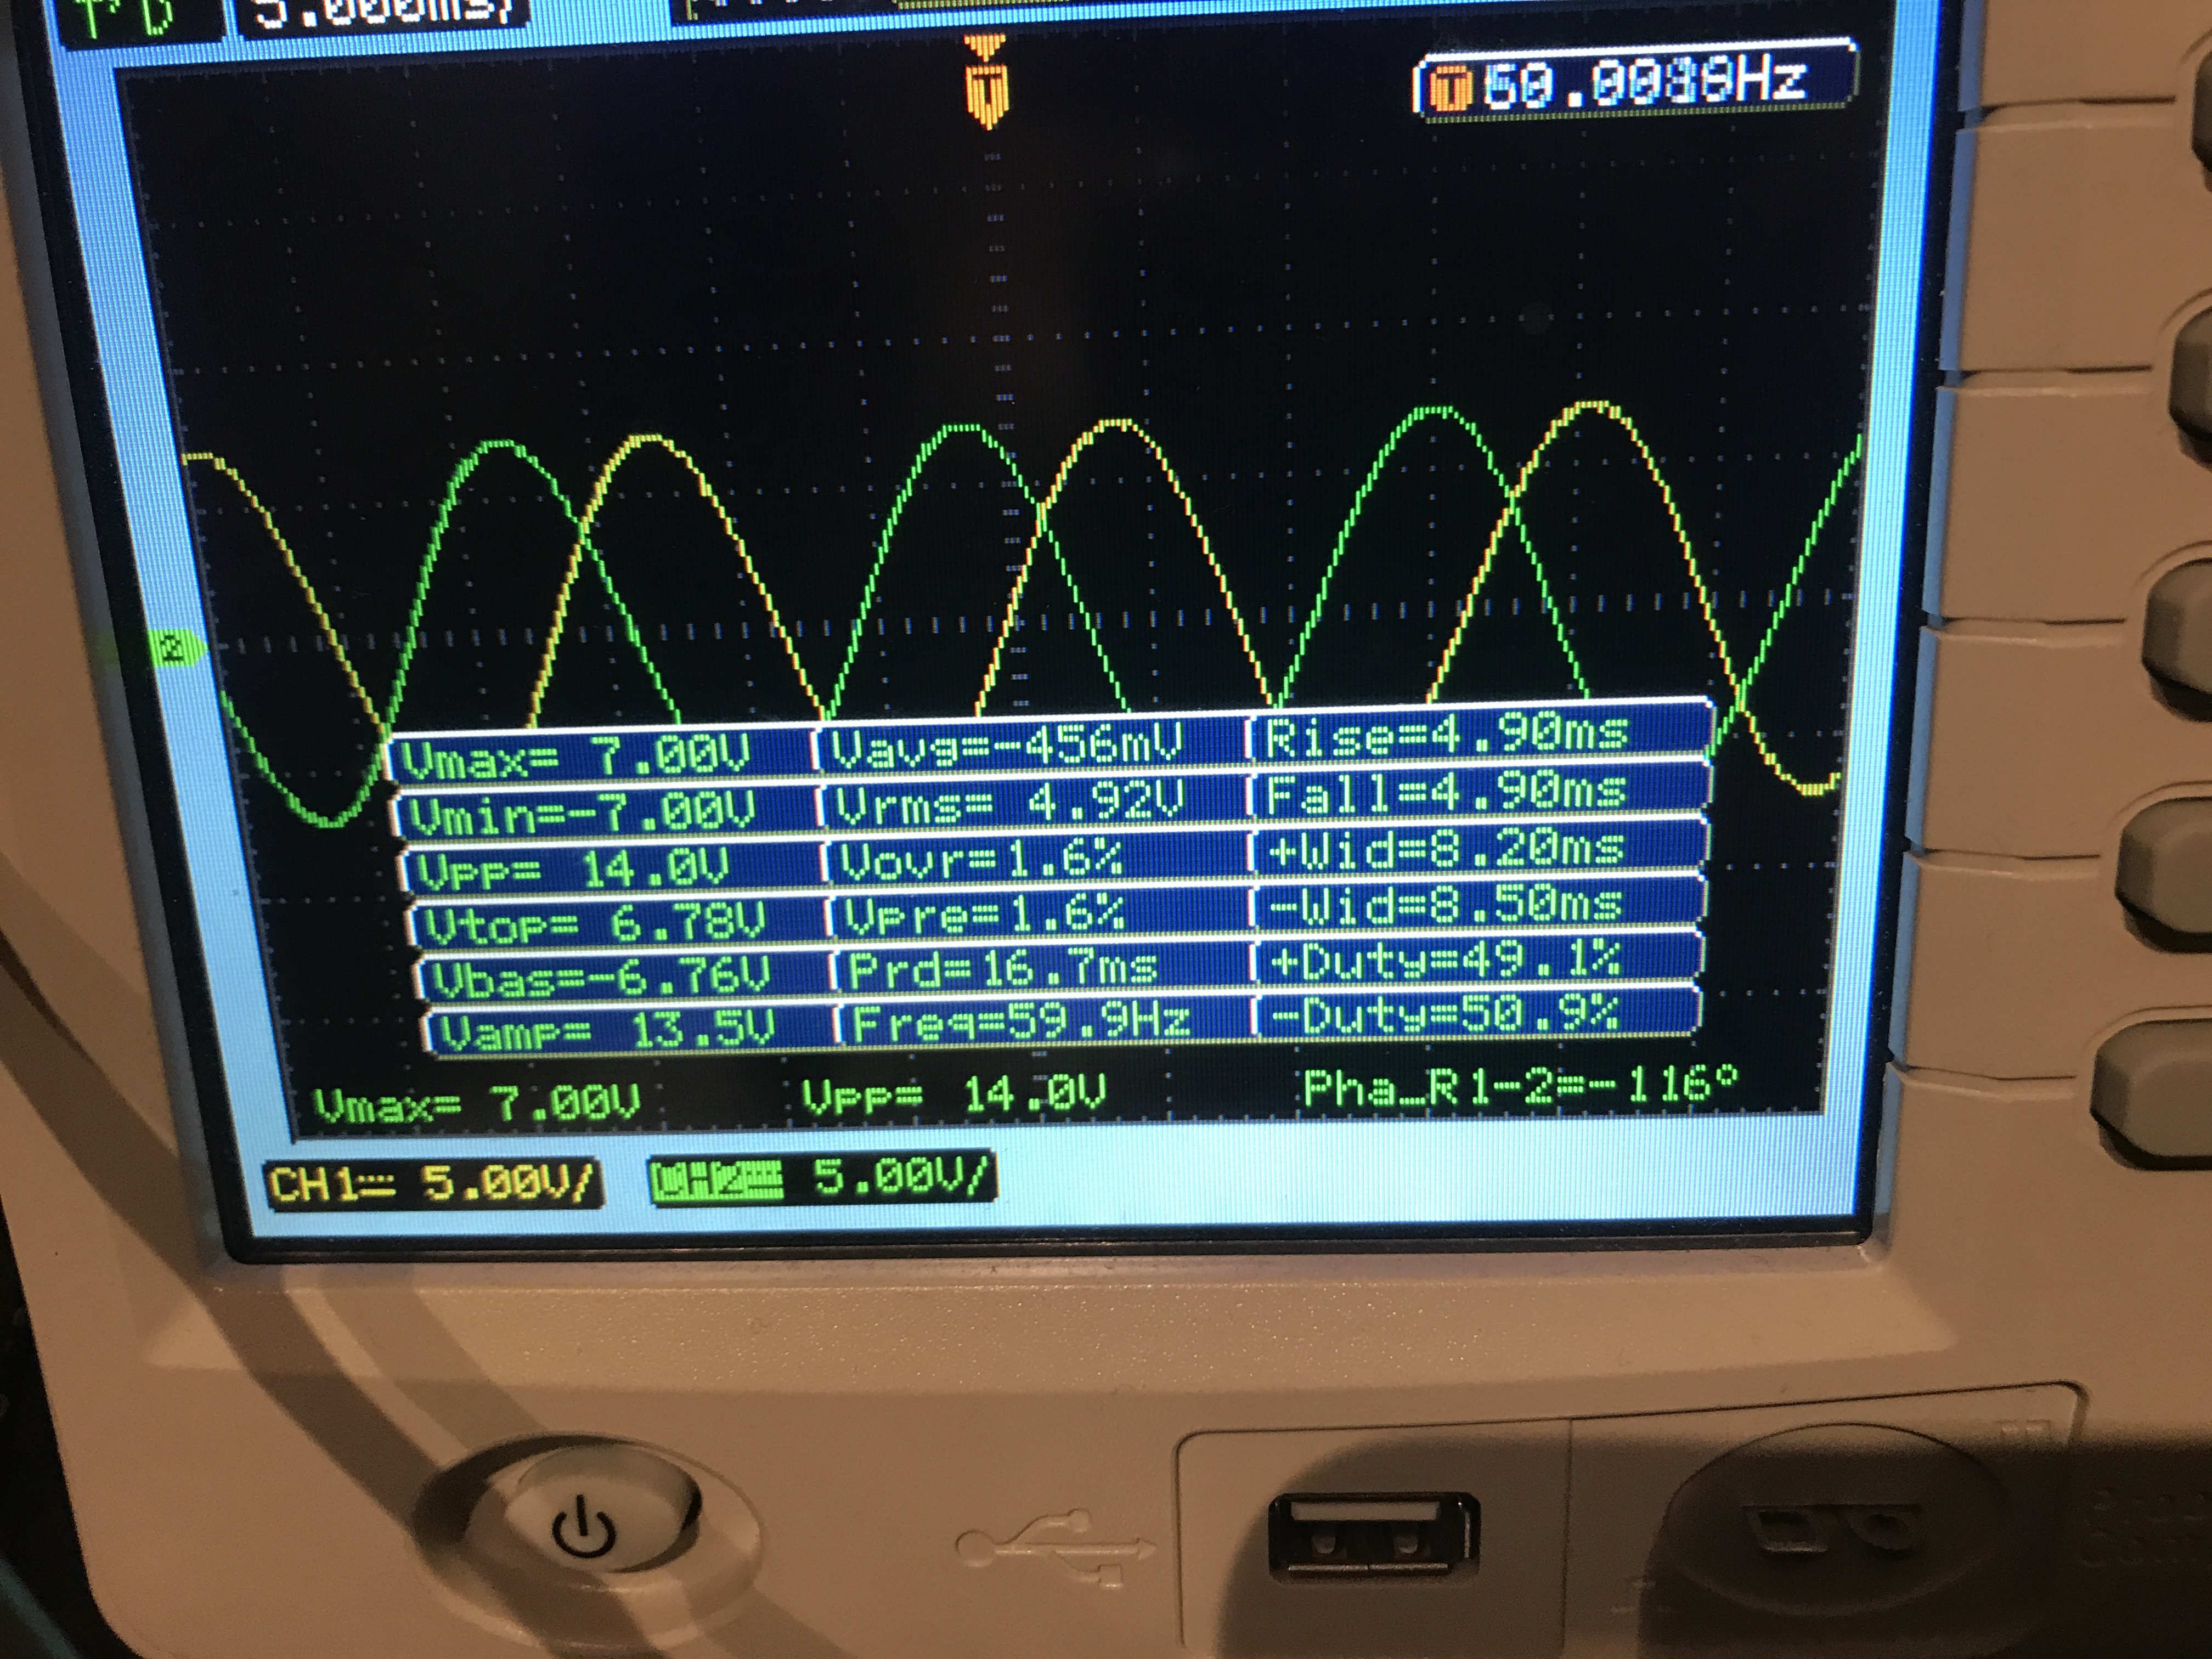 T'D 5.000ms/
T 60.0039Hz
2
Vmax= 7.00V Vavg=-456mV Rise=4.90ms
Vmin=-7.00V Vrms= 4.92V Fall=4.90ms
Vpp= 14.0V Vovr=1.6% +Wid=8.20ms
Vtop= 6.78V Vpre=1.6% -Wid=8.50ms
Vbas=-6.76V Prd=16.7ms +Duty=49.1%
Vamp= 13.5V Freq=59.9Hz -Duty=50.9%
Vmax= 7.00V Vpp= 14.0V Pha_R1-2=-116°
CH1 5.00V/ CH2 5.00V/